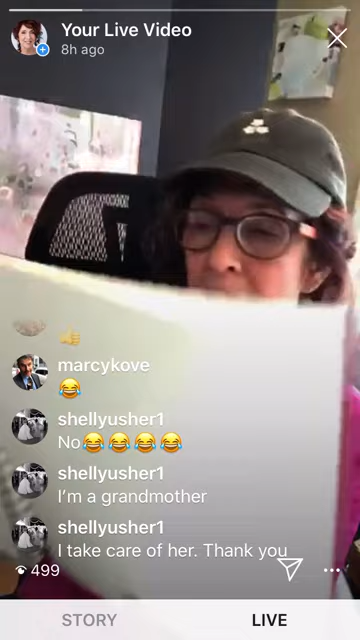 Your Live Video
8h ago
marcykove
😂
shellyusher1
No😂😂😂😂
shellyusher1
I'm a grandmother
shellyusher1
I take care of her. Thank you
499
STORY LIVE